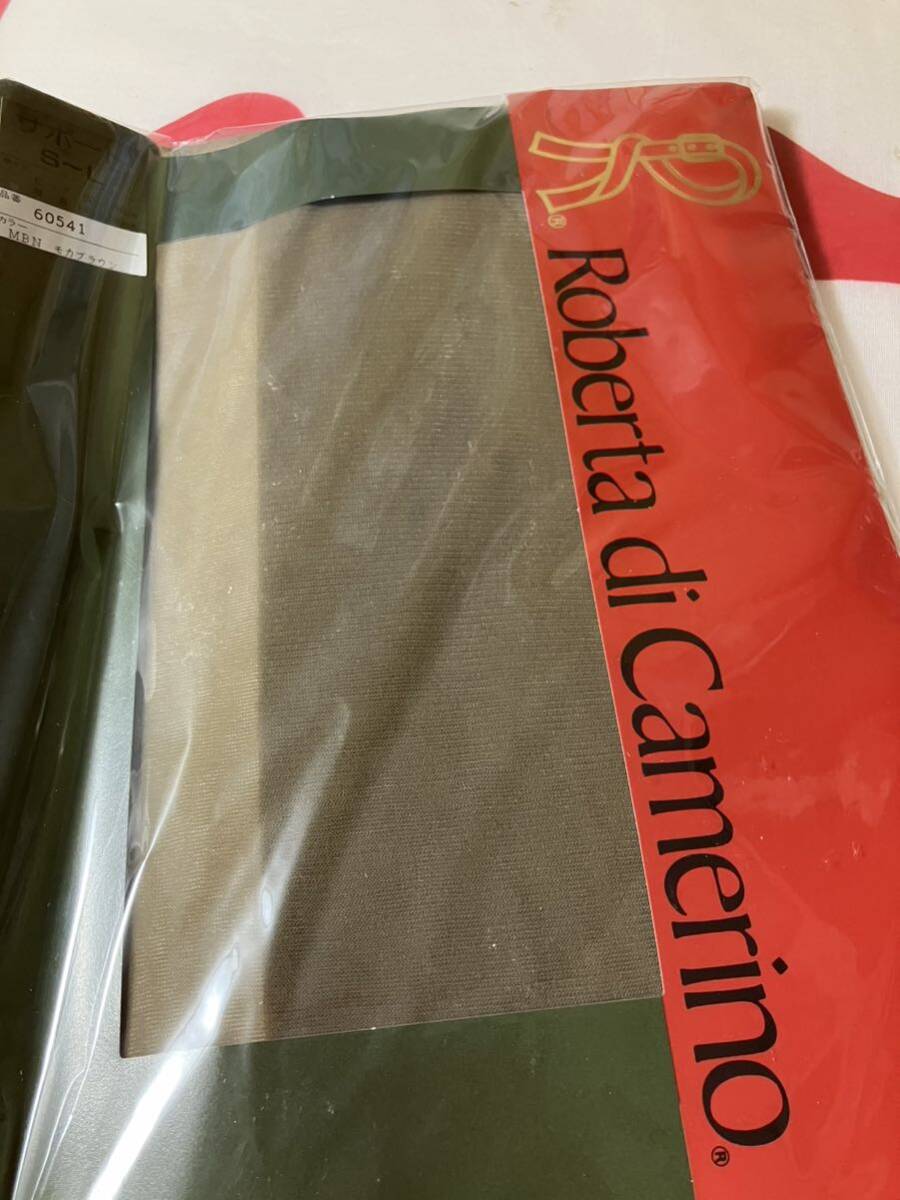 サポー
S～L
品番 60541
カラー
MBN モカブラウン
®
Roberta di Camerino®